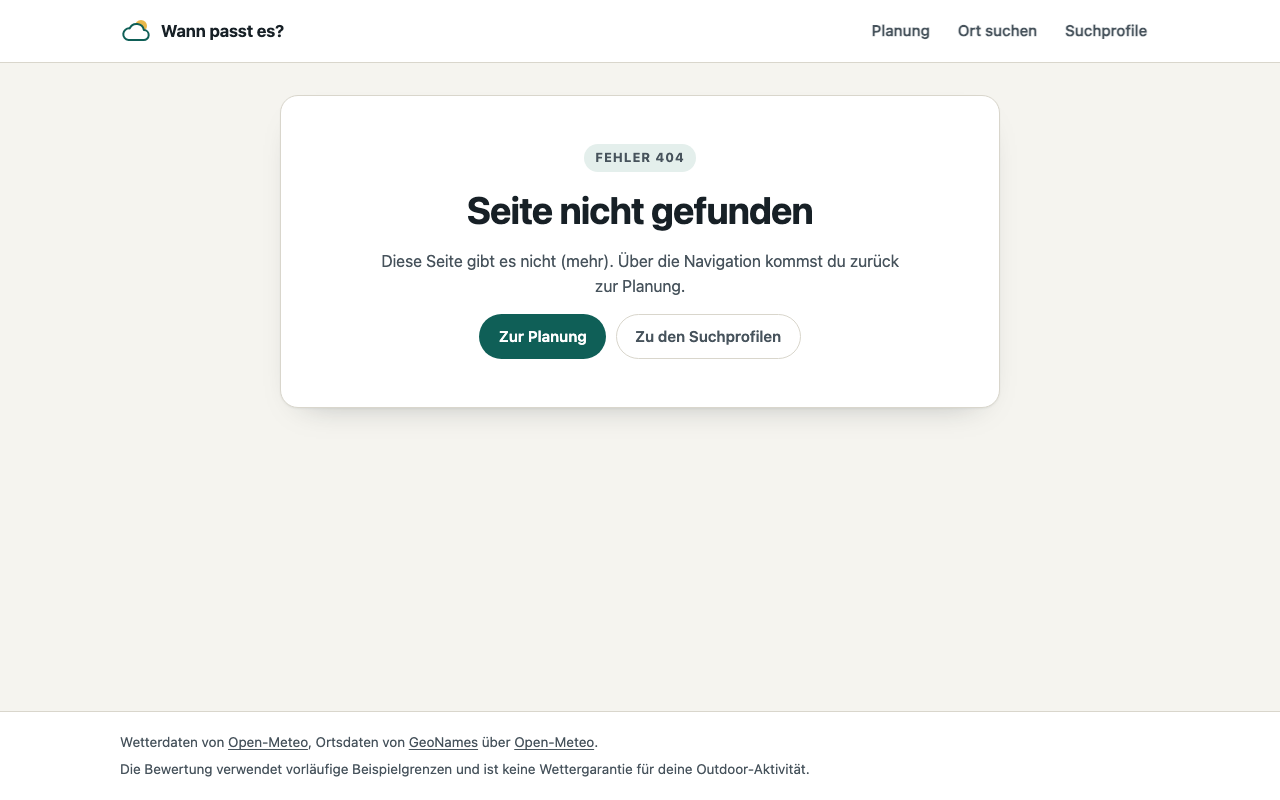 Wann passt es?
Planung
Ort suchen
Suchprofile
FEHLER 404
Seite nicht gefunden
Diese Seite gibt es nicht (mehr). Über die Navigation kommst du zurück
zur Planung.
Zur Planung
Zu den Suchprofilen
Wetterdaten von Open-Meteo, Ortsdaten von GeoNames über Open-Meteo.
Die Bewertung verwendet vorläufige Beispielgrenzen und ist keine Wettergarantie für deine Outdoor-Aktivität.